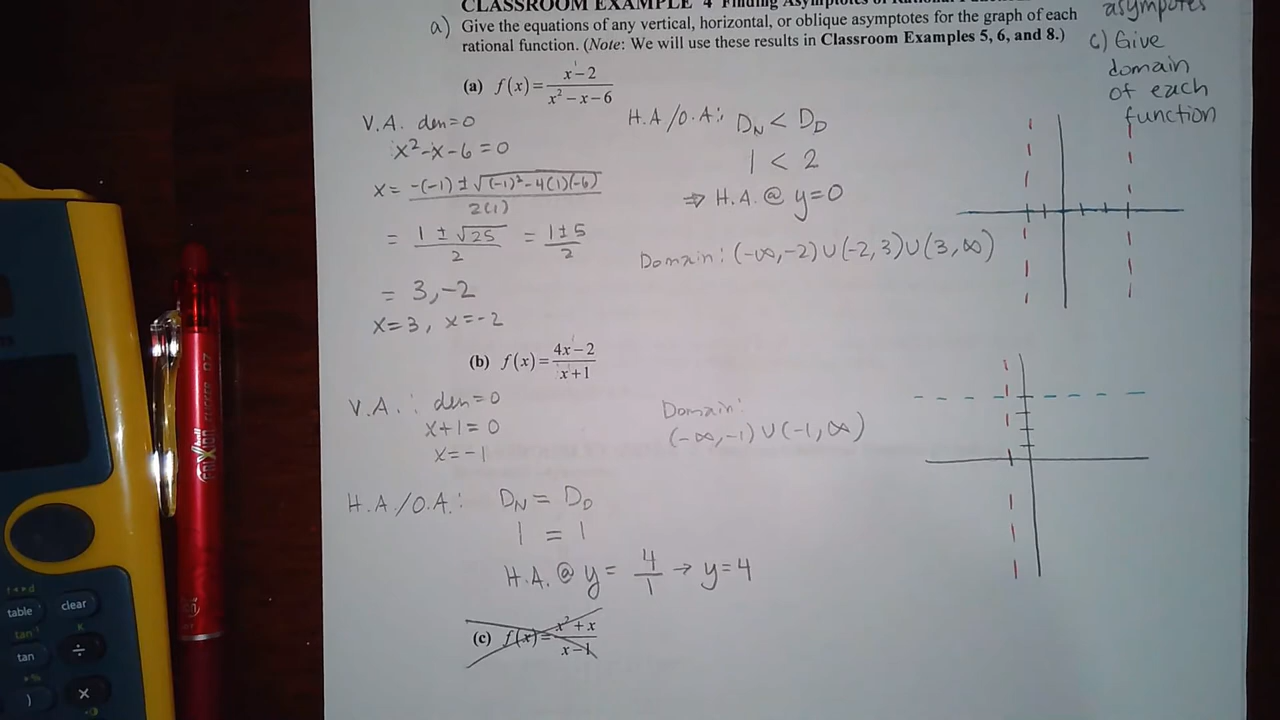 CLASSROOM EXAMPLE 4 Finding Asymptotes of Rational
asymptotes
a) Give the equations of any vertical, horizontal, or oblique asymptotes for the graph of each
rational function. (Note: We will use these results in Classroom Examples 5, 6, and 8.)
c) Give
domain
of each
function
(a) f(x)= x-2 / x²-x-6
V.A. den=0
x²-x-6=0
x= -(-1)±√(-1)²-4(1)(-6) / 2(1)
= 1±√25 / 2 = 1±5 / 2
= 3,-2
x=3, x=-2
H.A/O.A.: D_N < D_D
1 < 2
⇒ H.A. @ y=0
Domain: (-∞,-2)∪(-2,3)∪(3,∞)
(b) f(x)= 4x-2 / x+1
V.A.: den=0
x+1=0
x=-1
Domain:
(-∞,-1)∪(-1,∞)
H.A./O.A.: D_N = D_D
1 = 1
H.A. @ y= 4/1 → y=4
(c) f(x)= x²+x / x-1
table
clear
tan⁻¹
tan
÷
)
×